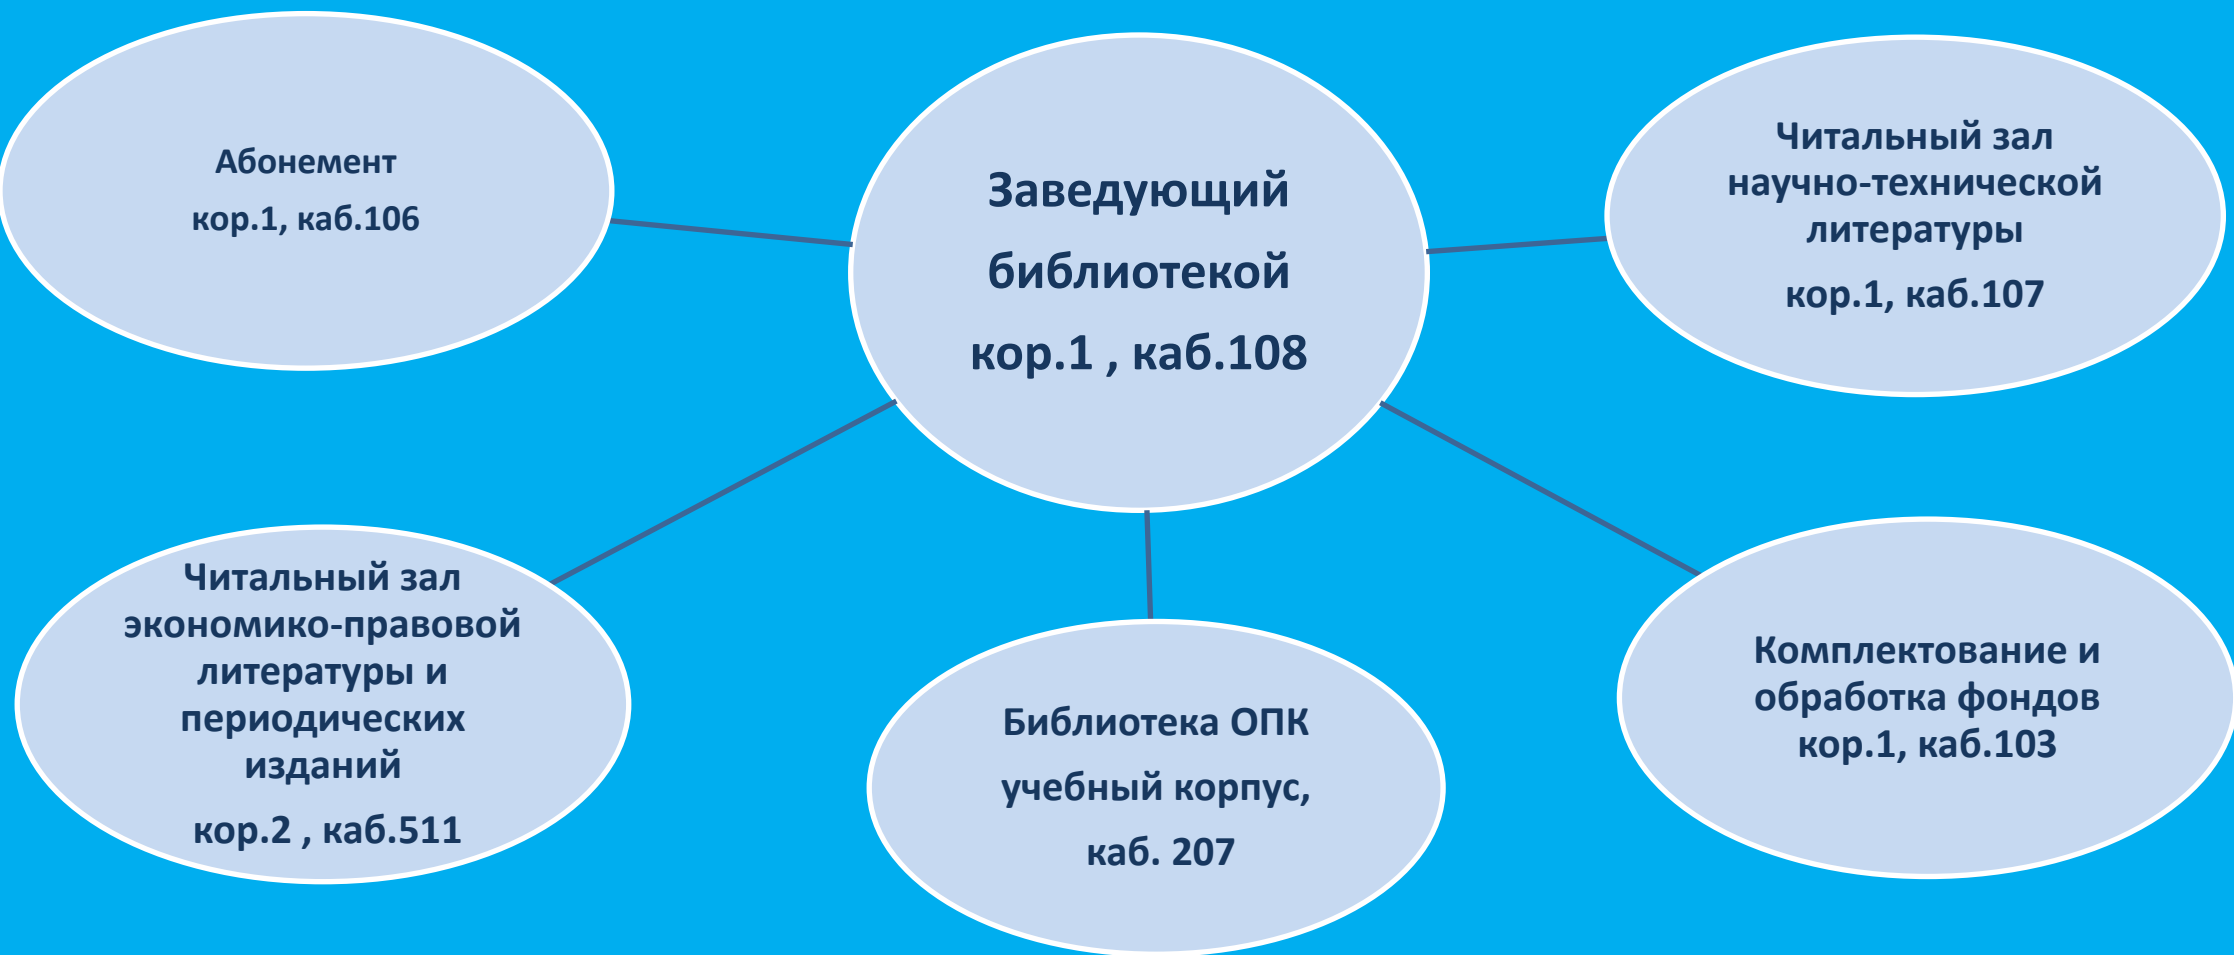 Абонемент
кор.1, каб.106
Заведующий
библиотекой
кор.1 , каб.108
Читальный зал
научно-технической
литературы
кор.1, каб.107
Читальный зал
экономико-правовой
литературы и
периодических
изданий
кор.2 , каб.511
Библиотека ОПК
учебный корпус,
каб. 207
Комплектование и
обработка фондов
кор.1, каб.103